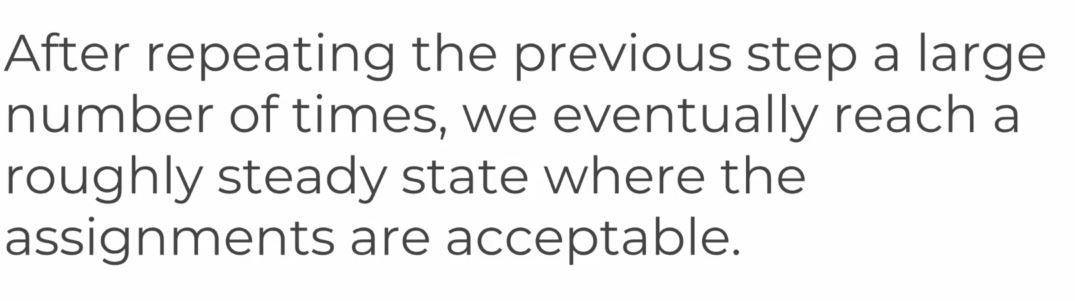 After repeating the previous step a large
number of times, we eventually reach a
roughly steady state where the
assignments are acceptable.